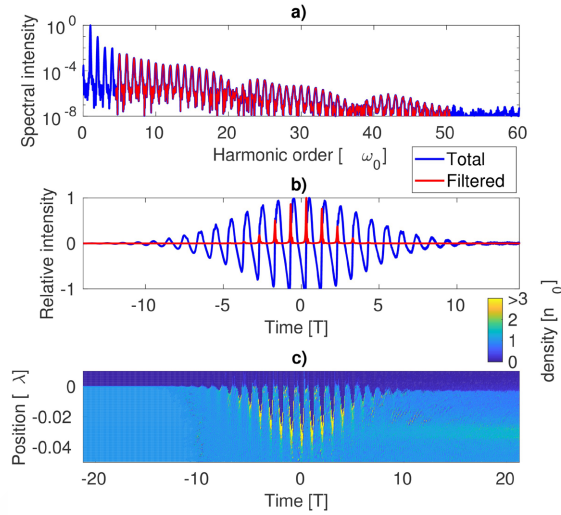 a)
Spectral intensity
10^0
10^-4
10^-8
0 10 20 30 40 50 60
Harmonic order [ ω_0]
Total
Filtered
b)
Relative intensity
1
0
-1
-10 -5 0 5 10
Time [T]
>3
2
1
0
density [n_0]
c)
Position [ λ]
0
-0.02
-0.04
-20 -10 0 10 20
Time [T]